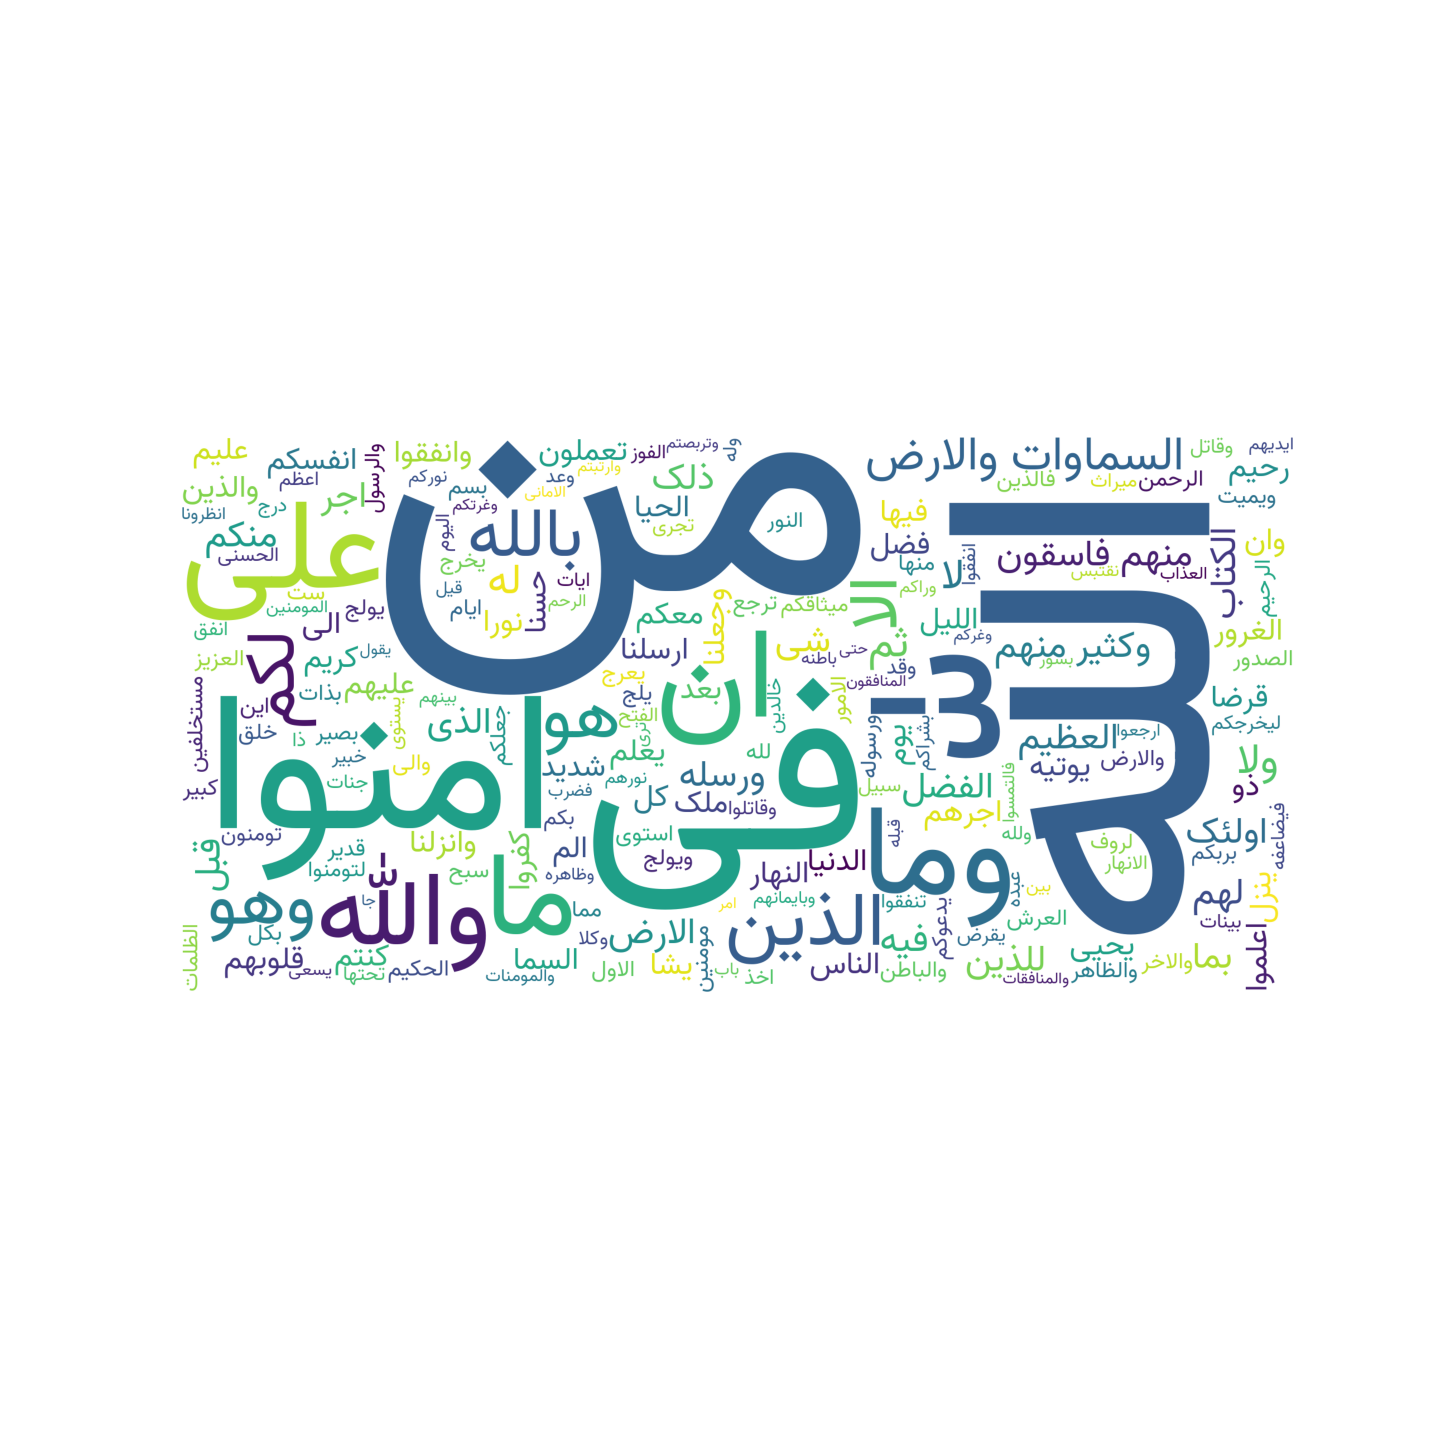 ايديهم
وقاتل
رحيم
الرحمن
ميراث
فالذين
ويميت
السماوات والارض
الله
من
فى
امنوا
على
ان
وما
ما
والله
الذين
لكم
هو
وهو
الا
بالله
له
لا
ثم
شى
منهم فاسقون
وكثير منهم
الكتاب
وان
الرحيم
العذاب
نقتبس
انفقوا
منها
فضل
فيها
وراكم
الليل
وغركم
بسور
الغرور
الصدور
قرضا
ليخرجكم
ارجعوا
العظيم
والارض
يوتيه
ولا
ذو
فيضاعفه
اولئک
بربكم
لروف
الانهار
لهم
بينات
ينزل
اعلموا
بما
والاخر
يحيى
والظاهر
للذين
والمنافقات
العرش
يقرض
بين
عبده
ولله
فالتمسوا
اجرهم
الفضل
سبيل
قبله
يوم
بشراكم
ورسوله
المنافقون
وقد
حتى
باطنه
الامور
خالدين
وله
وتربصتم
الفوز
تعملون
وارتبتم
وعد
الامانى
ذلک
الحيا
تجرى
النور
وانفقوا
نوركم
بسم
وغرتكم
اليوم
يخرج
قيل
ايام
نورا
حسنا
ايات
الرحم
والرسول
انفسكم
اعظم
عليم
والذين
درج
اجر
انظرونا
منكم
الحسنى
ست
المومنين
يولج
انفق
الى
العزيز
كريم
يقول
بذات
عليهم
بينهم
مستخلفين
اين
خلق
ذا
بصير
خبير
يستوى
والى
جنات
كبير
الذى
جعلكم
معكم
ميثاقكم
ترجع
وجعلنا
ارسلنا
يعرج
يلج
بعد
الفتح
ترى
يعلم
لله
شديد
نورهم
فضرب
كل
ورسله
ملک
وقاتلوا
بكم
استوى
ويولج
الم
وظاهره
كفروا
سبح
وانزلنا
قدير
لتومنوا
تومنون
قبل
جا
بكل
الظلمات
قلوبهم
كنتم
تحتها
يسعى
الحكيم
والمومنات
السما
مما
وكلا
الاول
الارض
يشا
مومنين
امر
باب
اخذ
النهار
الدنيا
وبايمانهم
الناس
تنفقوا
فيه
والباطن
يدعوكم